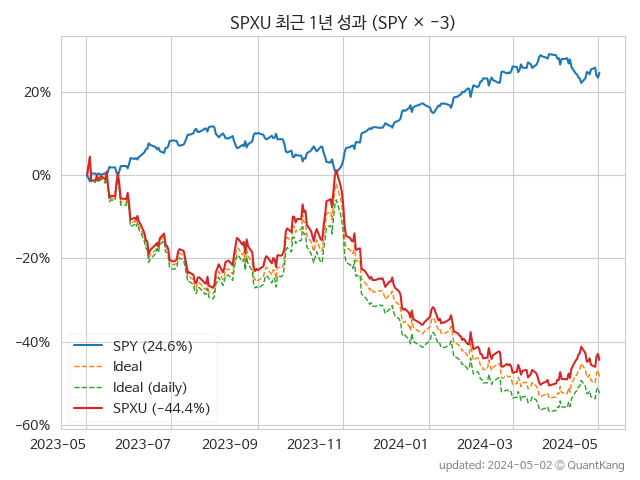 SPXU 최근 1년 성과 (SPY × −3)
20%
0%
−20%
−40%
−60%
SPY (24.6%)
Ideal
Ideal (daily)
SPXU (−44.4%)
2023-05
2023-07
2023-09
2023-11
2024-01
2024-03
2024-05
updated: 2024-05-02 © QuantKang